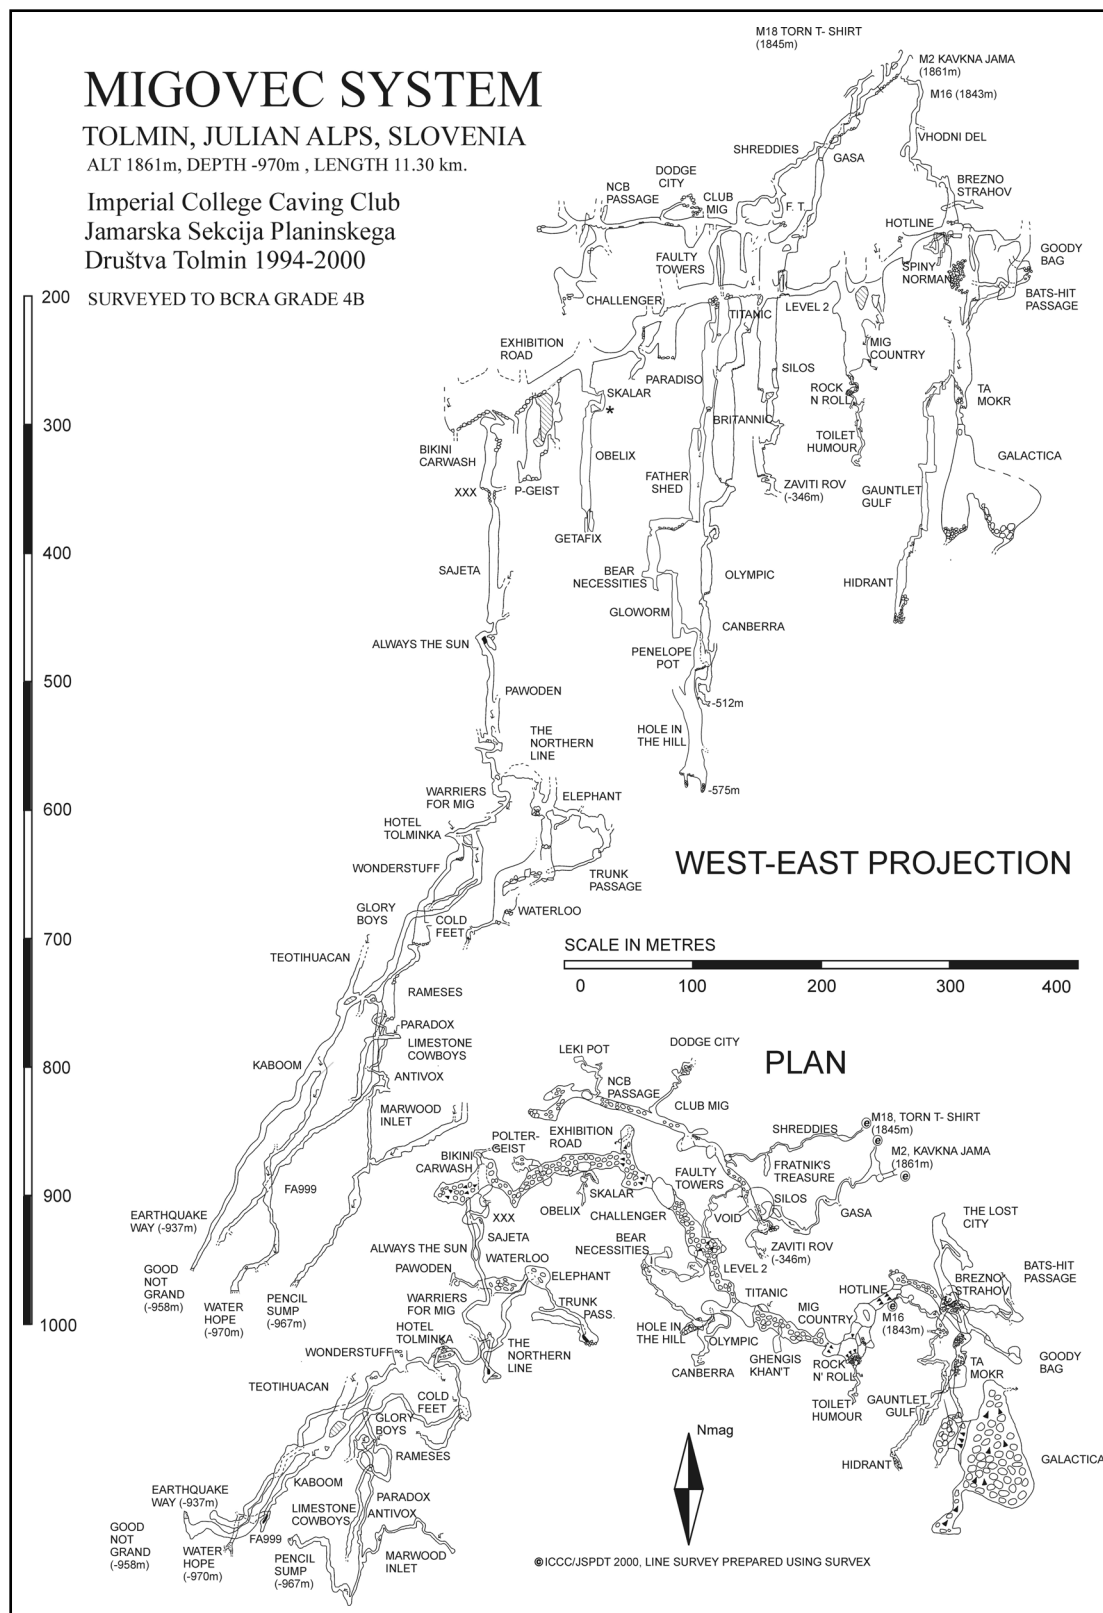 M18 TORN T- SHIRT
(1845m)
M2 KAVKNA JAMA
(1861m)
M16 (1843m)
MIGOVEC SYSTEM
TOLMIN, JULIAN ALPS, SLOVENIA
ALT 1861m, DEPTH -970m , LENGTH 11.30 km.
Imperial College Caving Club
Jamarska Sekcija Planinskega
Društva Tolmin 1994-2000
SURVEYED TO BCRA GRADE 4B
VHODNI DEL
SHREDDIES
GASA
DODGE
CITY
NCB
PASSAGE
CLUB
MIG
F. T.
BREZNO
STRAHOV
HOTLINE
GOODY
BAG
FAULTY
TOWERS
SPINY
NORMAN
BATS-HIT
PASSAGE
CHALLENGER
TITANIC
LEVEL 2
EXHIBITION
ROAD
MIG
COUNTRY
PARADISO
SILOS
SKALAR
*
ROCK
N ROLL
TA
MOKR
BRITANNIC
TOILET
HUMOUR
BIKINI
CARWASH
OBELIX
GALACTICA
XXX
P-GEIST
FATHER
SHED
ZAVITI ROV
(-346m)
GAUNTLET
GULF
GETAFIX
SAJETA
BEAR
NECESSITIES
OLYMPIC
HIDRANT
GLOWORM
CANBERRA
ALWAYS THE SUN
PENELOPE
POT
PAWODEN
-512m
THE
NORTHERN
LINE
HOLE IN
THE HILL
-575m
WARRIERS
FOR MIG
ELEPHANT
HOTEL
TOLMINKA
WONDERSTUFF
TRUNK
PASSAGE
GLORY
BOYS
COLD
FEET
WATERLOO
TEOTIHUACAN
RAMESES
PARADOX
LIMESTONE
COWBOYS
KABOOM
ANTIVOX
MARWOOD
INLET
FA999
EARTHQUAKE
WAY (-937m)
GOOD
NOT
GRAND
(-958m)
WATER
HOPE
(-970m)
PENCIL
SUMP
(-967m)
200
300
400
500
600
700
800
900
1000
WEST-EAST PROJECTION
SCALE IN METRES
0 100 200 300 400
PLAN
LEKI POT
DODGE CITY
NCB
PASSAGE
CLUB MIG
M18, TORN T- SHIRT
(1845m)
SHREDDIES
e
EXHIBITION
ROAD
POLTER-
GEIST
e
M2, KAVKNA JAMA
(1861m)
BIKINI
CARWASH
FRATNIK'S
TREASURE
e
FAULTY
TOWERS
SKALAR
SILOS
OBELIX
CHALLENGER
GASA
XXX
VOID
THE LOST
CITY
SAJETA
BEAR
NECESSITIES
ZAVITI ROV
(-346m)
ALWAYS THE SUN
WATERLOO
LEVEL 2
BATS-HIT
PASSAGE
PAWODEN
ELEPHANT
BREZNO
STRAHOV
TITANIC
HOTLINE
WARRIERS
FOR MIG
TRUNK
PASS.
MIG
COUNTRY
e
M16
(1843m)
HOTEL
TOLMINKA
HOLE IN
THE HILL
OLYMPIC
THE
NORTHERN
LINE
WONDERSTUFF
CANBERRA
GHENGIS
KHAN'T
ROCK
N' ROLL
TA
MOKR
GOODY
BAG
TEOTIHUACAN
COLD
FEET
TOILET
HUMOUR
GAUNTLET
GULF
GLORY
BOYS
Nmag
RAMESES
HIDRANT
GALACTICA
KABOOM
EARTHQUAKE
WAY (-937m)
PARADOX
LIMESTONE
COWBOYS
ANTIVOX
GOOD
NOT
GRAND
(-958m)
FA999
WATER
HOPE
(-970m)
PENCIL
SUMP
(-967m)
MARWOOD
INLET
© ICCC/JSPDT 2000, LINE SURVEY PREPARED USING SURVEX